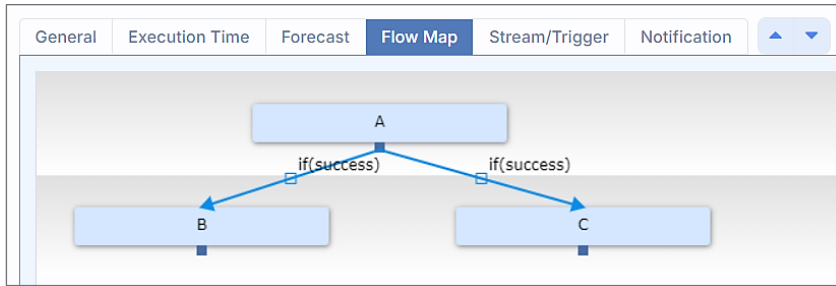 General Execution Time Forecast Flow Map Stream/Trigger Notification
A
if(success) if(success)
B C